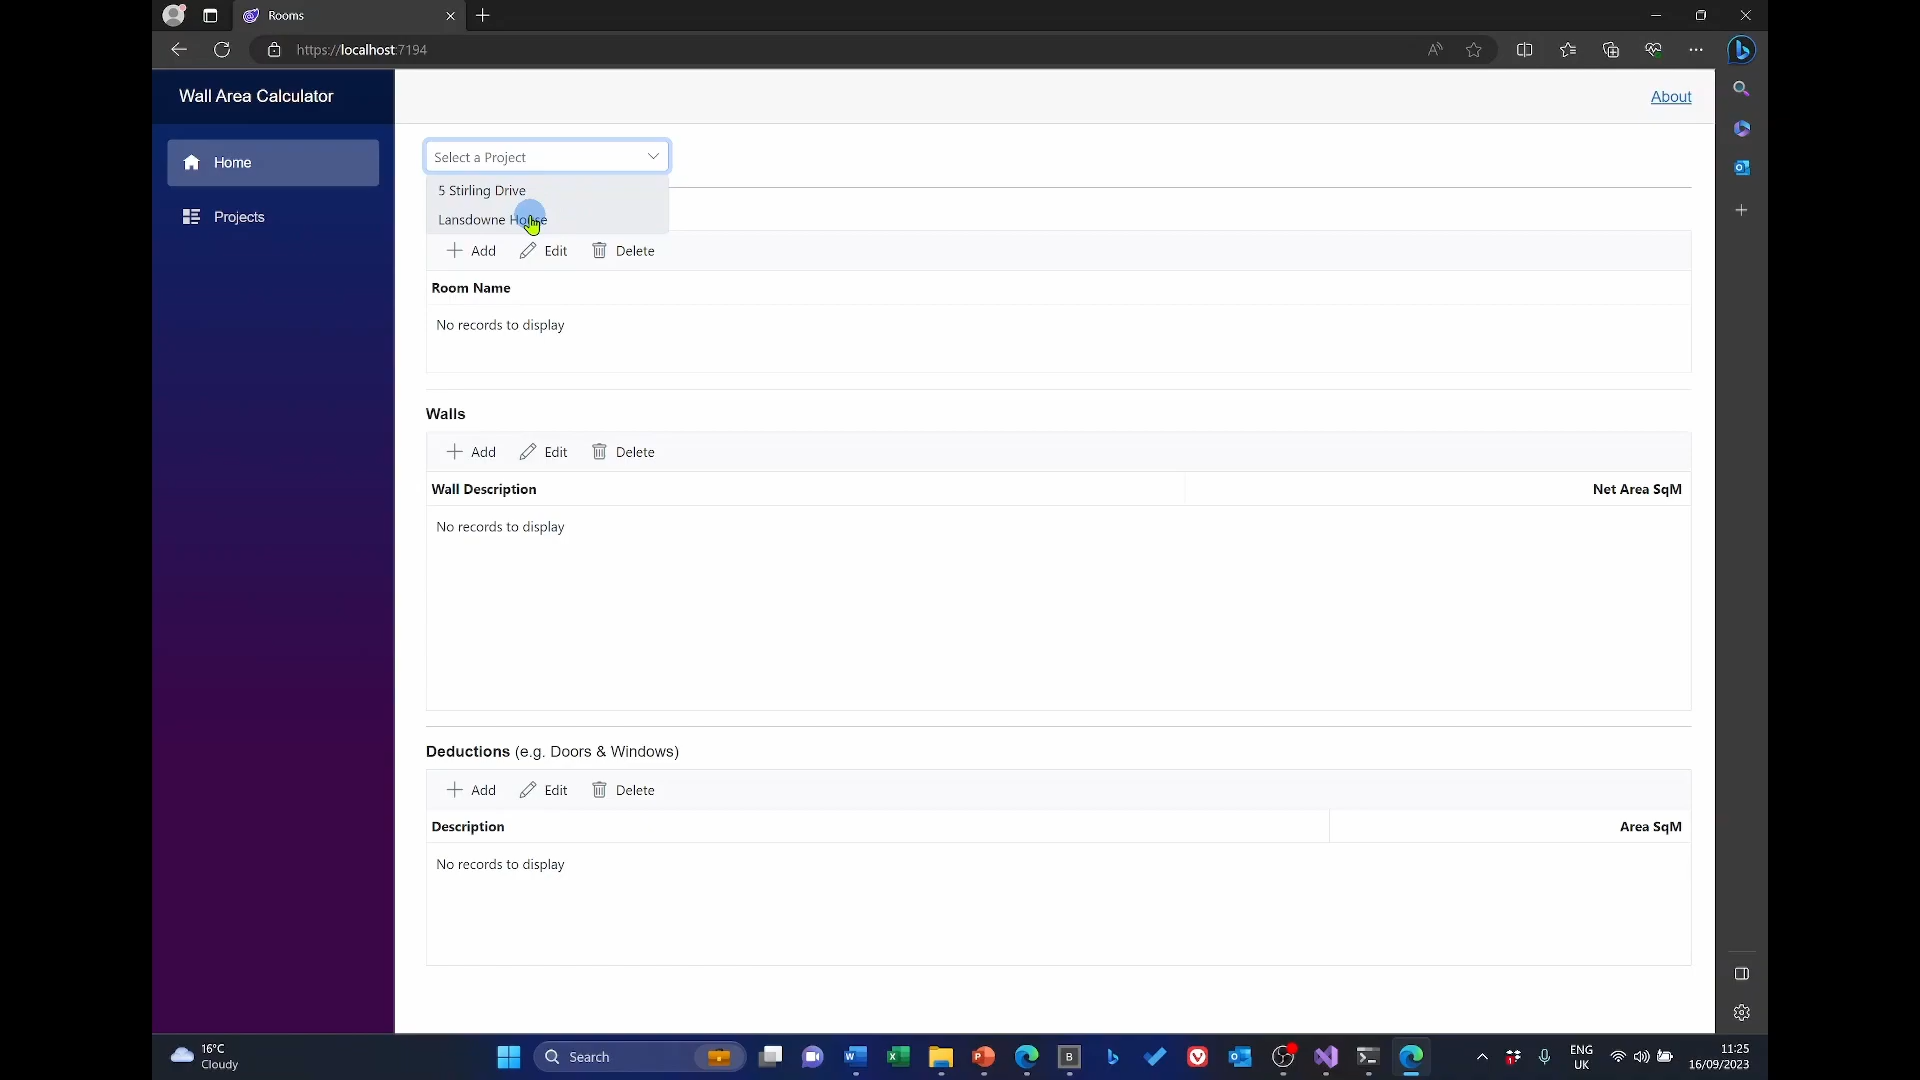 Rooms
https://localhost:7194
Wall Area Calculator
About
Home
Projects
Select a Project
5 Stirling Drive
Lansdowne House
Add Edit Delete
Room Name
No records to display
Walls
Add Edit Delete
Wall Description Net Area SqM
No records to display
Deductions (e.g. Doors & Windows)
Add Edit Delete
Description Area SqM
No records to display
16°C
Cloudy
Search
ENG
UK
11:25
16/09/2023